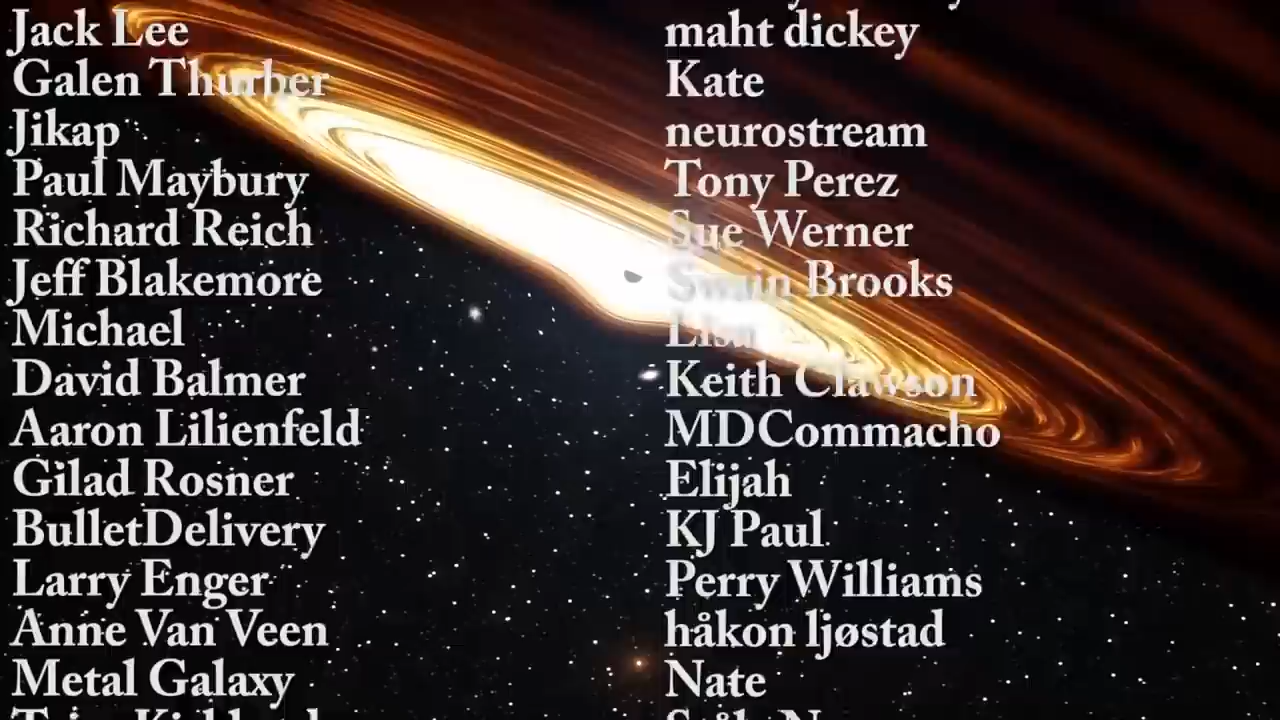 Jack Lee
Galen Thurber
Jikap
Paul Maybury
Richard Reich
Jeff Blakemore
Michael
David Balmer
Aaron Lilienfeld
Gilad Rosner
BulletDelivery
Larry Enger
Anne Van Veen
Metal Galaxy
maht dickey
Kate
neurostream
Tony Perez
Sue Werner
Swain Brooks
Lisa
Keith Clawson
MDCommacho
Elijah
KJ Paul
Perry Williams
håkon ljøstad
Nate